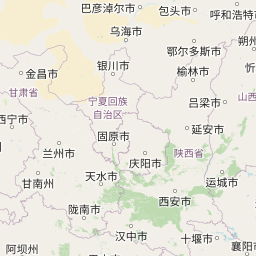 巴彦淖尔市
包头市
呼和浩特
乌海市
鄂尔多斯市
朔州
银川市
榆林市
忻
金昌市
甘肃省
宁夏回族
自治区
吕梁市
山西
西宁市
固原市
延安市
兰州市
庆阳市
陕西省
甘南州
天水市
运城市
陇南市
西安市
汉中市
十堰市
阿坝州
襄阳市